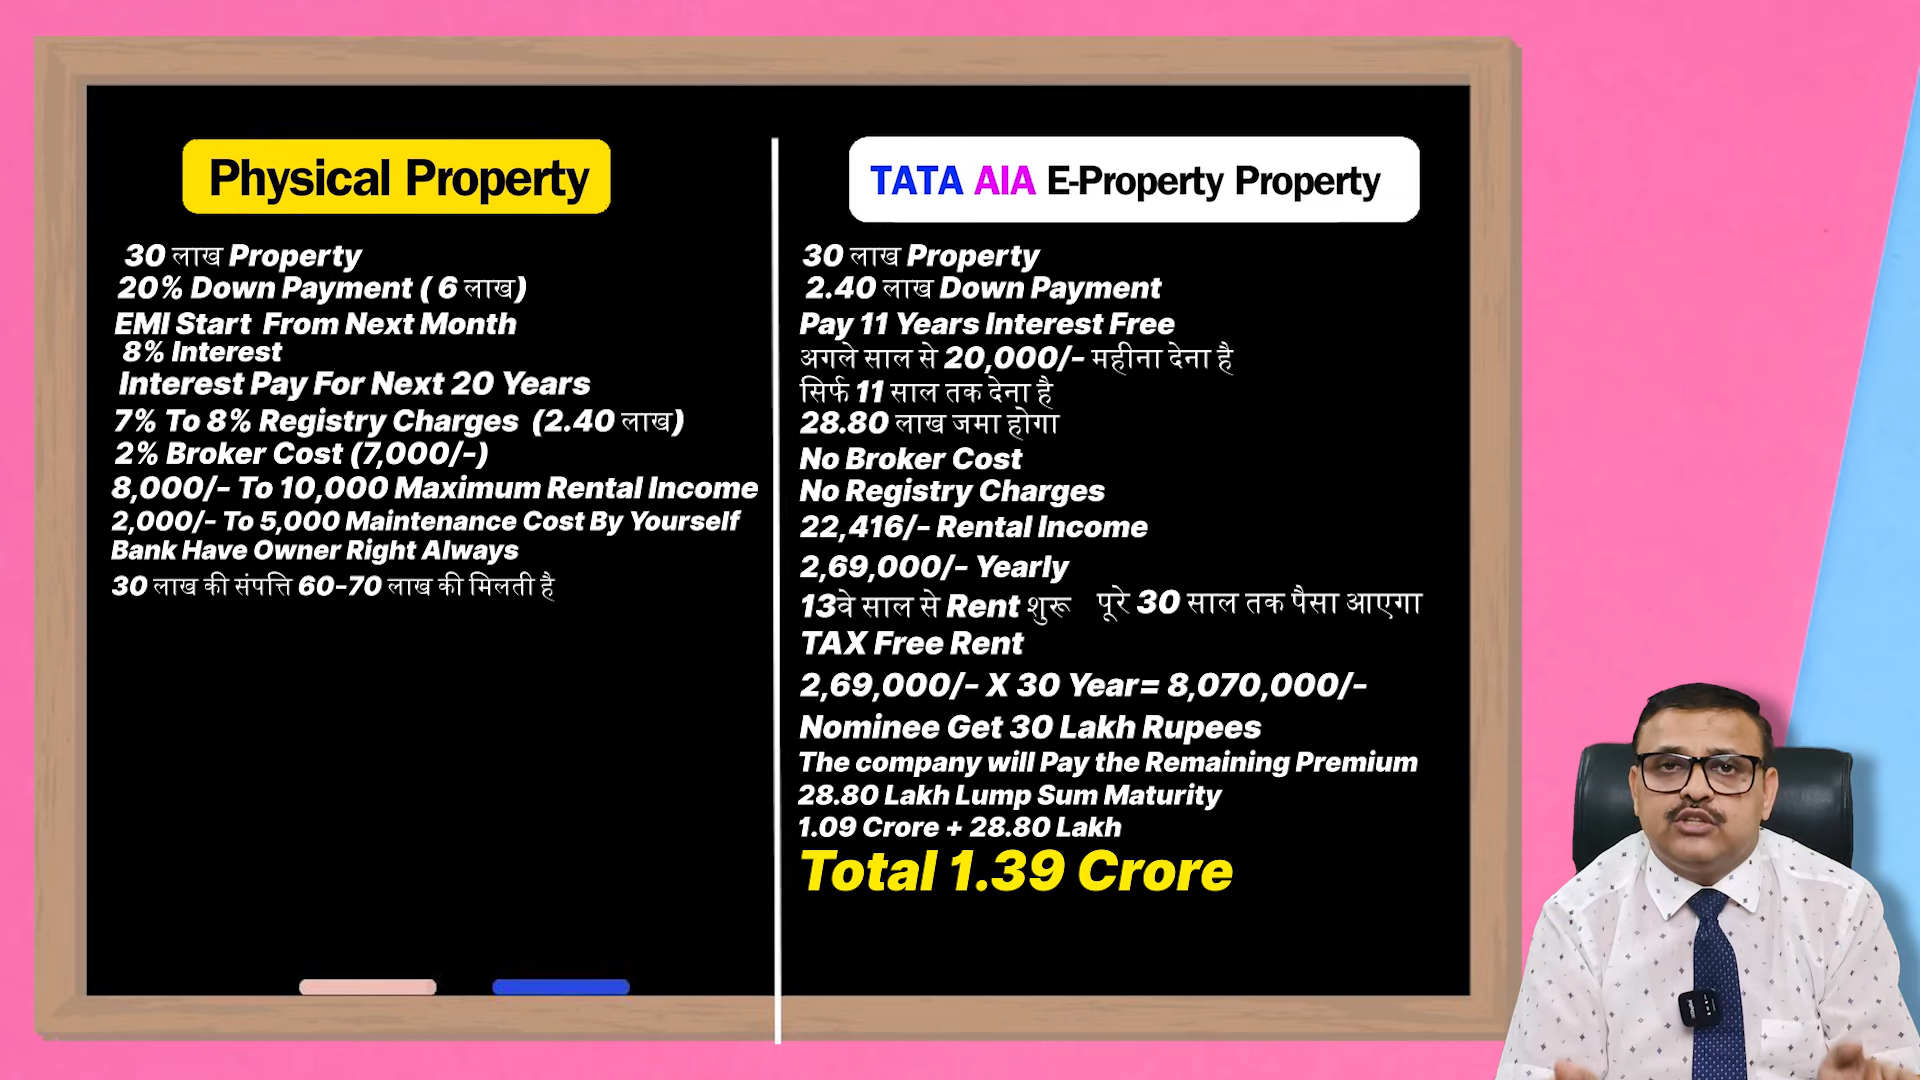 Physical Property
30 लाख Property
20% Down Payment ( 6 लाख)
EMI Start From Next Month
8% Interest
Interest Pay For Next 20 Years
7% To 8% Registry Charges (2.40 लाख)
2% Broker Cost (7,000/-)
8,000/- To 10,000 Maximum Rental Income
2,000/- To 5,000 Maintenance Cost By Yourself
Bank Have Owner Right Always
30 लाख की संपत्ति 60-70 लाख की मिलती है
TATA AIA E-Property Property
30 लाख Property
2.40 लाख Down Payment
Pay 11 Years Interest Free
अगले साल से 20,000/- महीना देना है
सिर्फ 11 साल तक देना है
28.80 लाख जमा होगा
No Broker Cost
No Registry Charges
22,416/- Rental Income
2,69,000/- Yearly
13वे साल से Rent शुरू पूरे 30 साल तक पैसा आएगा
TAX Free Rent
2,69,000/- X 30 Year= 8,070,000/-
Nominee Get 30 Lakh Rupees
The company will Pay the Remaining Premium
28.80 Lakh Lump Sum Maturity
1.09 Crore + 28.80 Lakh
Total 1.39 Crore